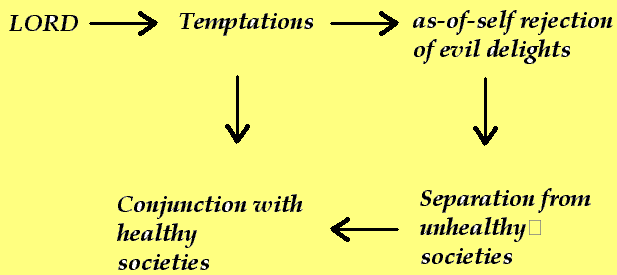 LORD
Temptations
as-of-self rejection
of evil delights
Conjunction with
healthy
societies
Separation from
unhealthy
societies